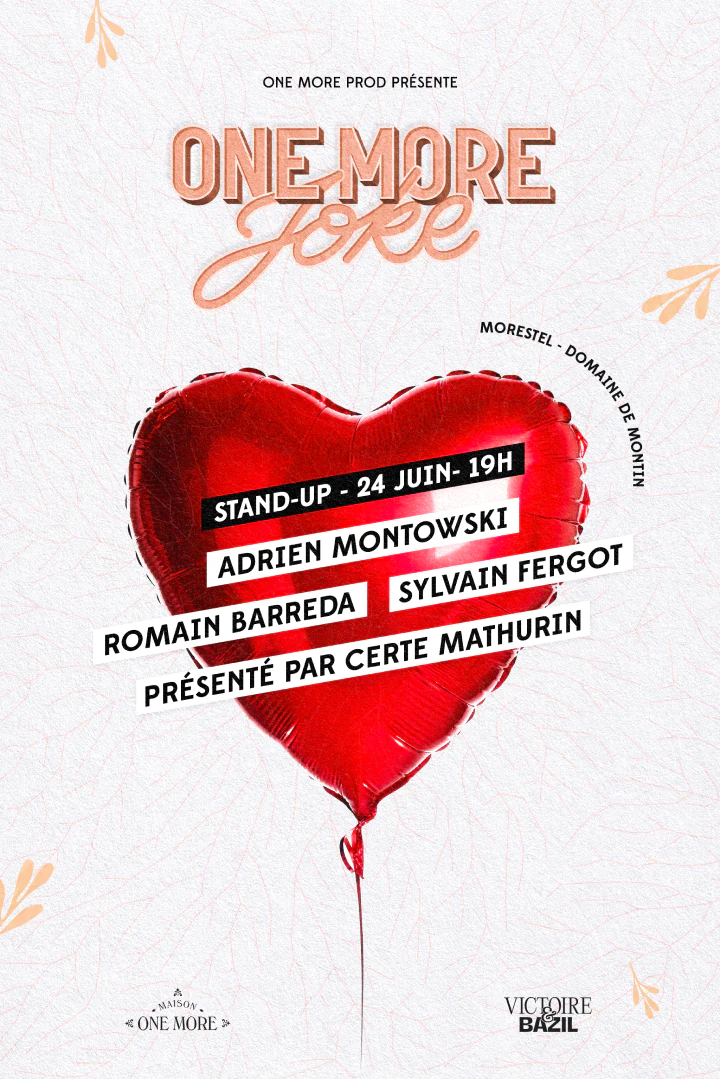 ONE MORE PROD PRÉSENTE
ONE MORE
Joke
MORESTEL - DOMAINE DE MONTIN
STAND-UP - 24 JUIN- 19H
ADRIEN MONTOWSKI
ROMAIN BARREDA
SYLVAIN FERGOT
PRÉSENTÉ PAR CERTE MATHURIN
MAISON
ONE MORE
VICTOIRE
&
BAZIL